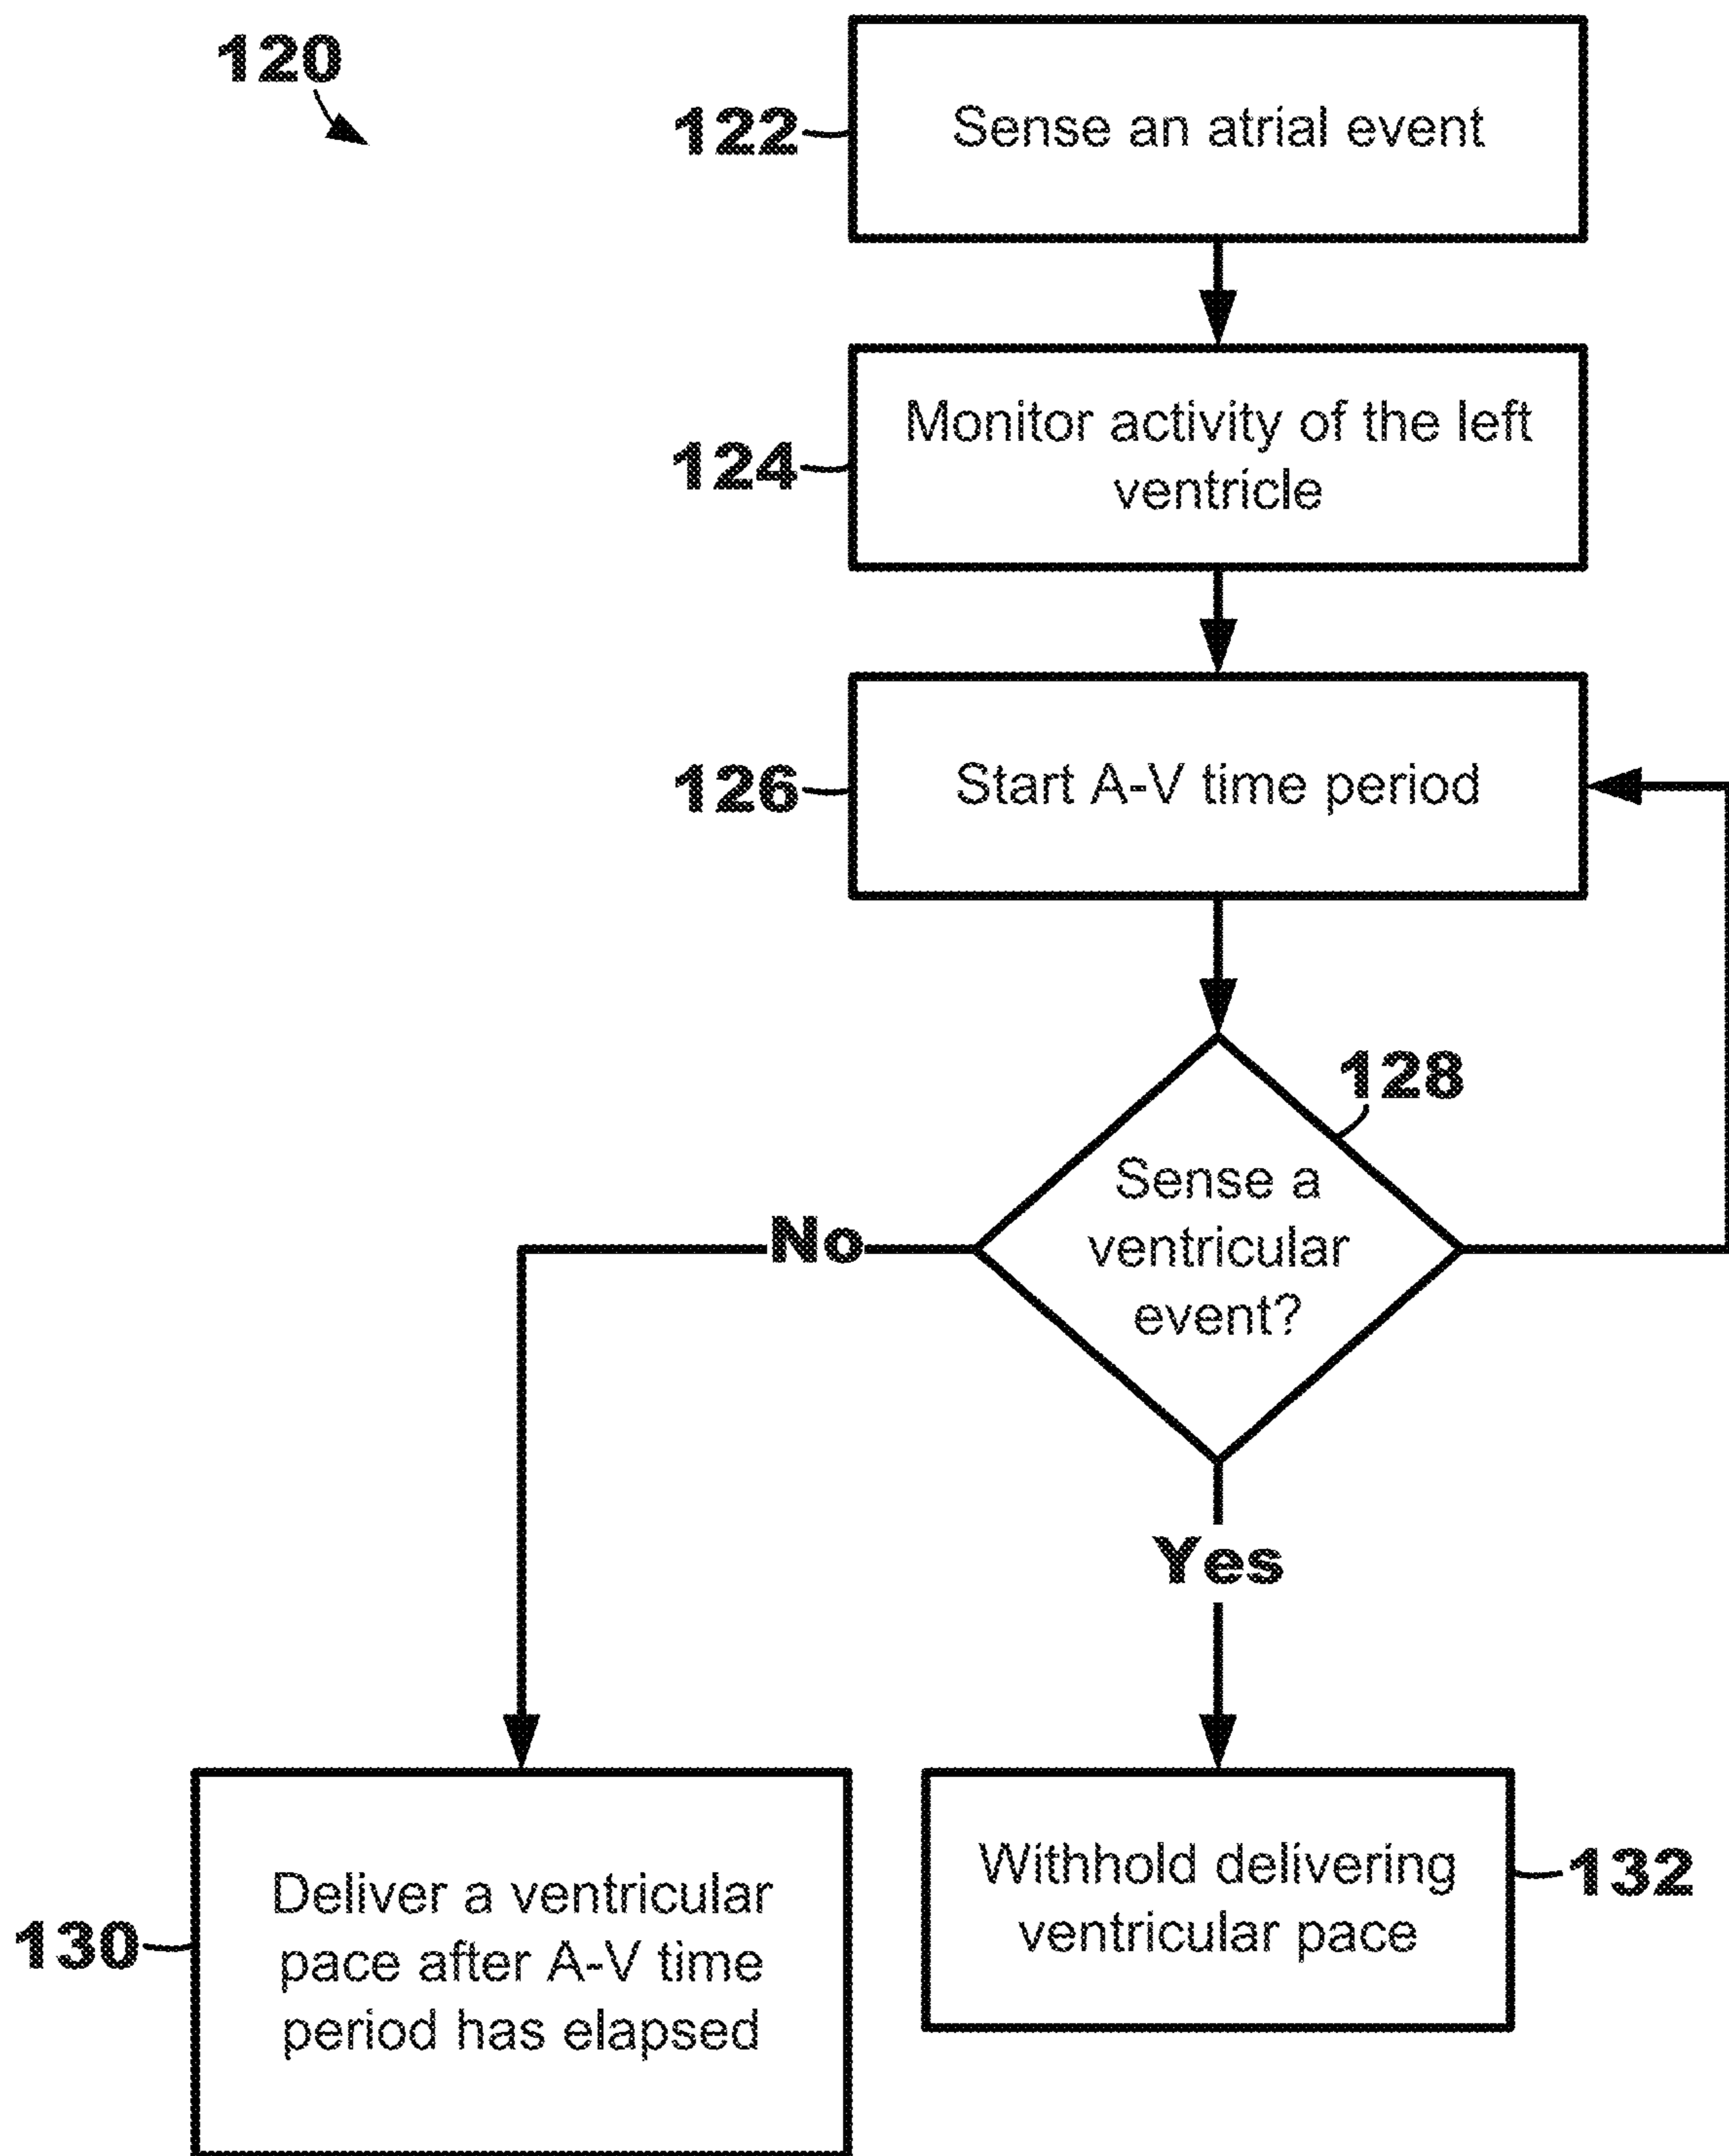 120
122
Sense an atrial event
124
Monitor activity of the left
ventricle
126
Start A-V time period
128
Sense a
ventricular
event?
No
Yes
130
Deliver a ventricular
pace after A-V time
period has elapsed
Withhold delivering
ventricular pace
132